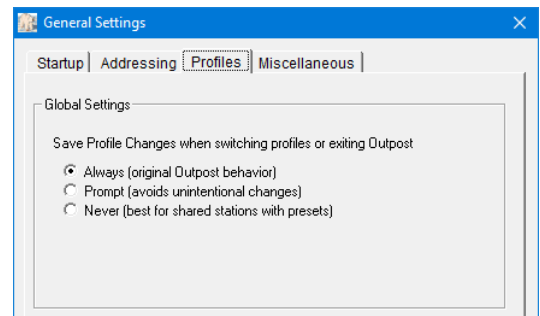 General Settings
Startup Addressing Profiles Miscellaneous
Global Settings
Save Profile Changes when switching profiles or exiting Outpost
Always (original Outpost behavior)
Prompt (avoids unintentional changes)
Never (best for shared stations with presets)